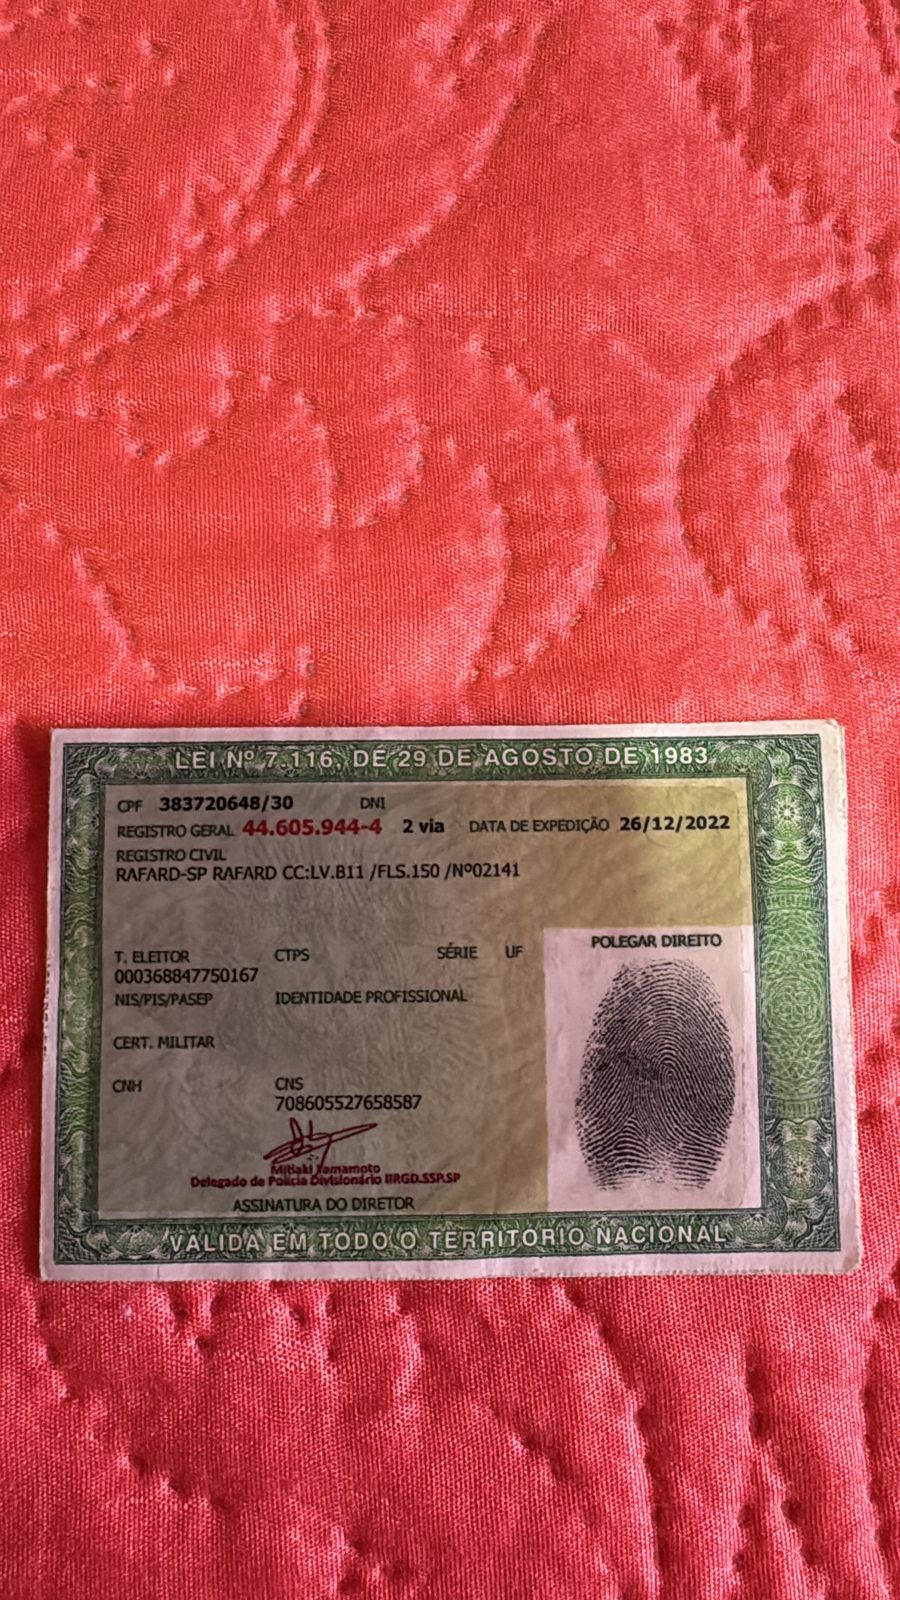 LEI Nº 7.116, DE 29 DE AGOSTO DE 1983
CPF 383720648/30 DNI
REGISTRO GERAL 44.605.944-4 2 via DATA DE EXPEDIÇÃO 26/12/2022
REGISTRO CIVIL
RAFARD-SP RAFARD CC:LV.B11 /FLS.150 /Nº02141
POLEGAR DIREITO
T. ELEITOR CTPS SÉRIE UF
000368847750167
NIS/PIS/PASEP IDENTIDADE PROFISSIONAL
CERT. MILITAR
CNH CNS
708605527658587
Mitiaki Yamamoto
Delegado de Polícia Divisionário IIRGD.SSP.SP
ASSINATURA DO DIRETOR
VÁLIDA EM TODO O TERRITÓRIO NACIONAL